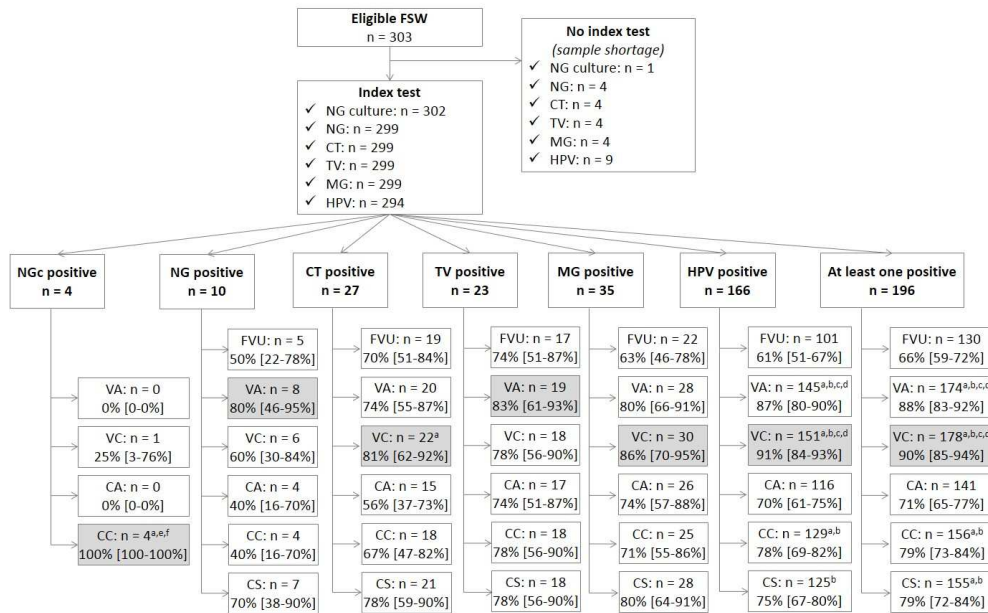 Eligible FSW
n = 303
No index test
(sample shortage)
✓ NG culture: n = 1
✓ NG: n = 4
✓ CT: n = 4
✓ TV: n = 4
✓ MG: n = 4
✓ HPV: n = 9
Index test
✓ NG culture: n = 302
✓ NG: n = 299
✓ CT: n = 299
✓ TV: n = 299
✓ MG: n = 299
✓ HPV: n = 294
NGc positive
n = 4
VA: n = 0
0% [0-0%]
VC: n = 1
25% [3-76%]
CA: n = 0
0% [0-0%]
CC: n = 4a,e,f
100% [100-100%]
NG positive
n = 10
FVU: n = 5
50% [22-78%]
VA: n = 8
80% [46-95%]
VC: n = 6
60% [30-84%]
CA: n = 4
40% [16-70%]
CC: n = 4
40% [16-70%]
CS: n = 7
70% [38-90%]
CT positive
n = 27
FVU: n = 19
70% [51-84%]
VA: n = 20
74% [55-87%]
VC: n = 22a
81% [62-92%]
CA: n = 15
56% [37-73%]
CC: n = 18
67% [47-82%]
CS: n = 21
78% [59-90%]
TV positive
n = 23
FVU: n = 17
74% [51-87%]
VA: n = 19
83% [61-93%]
VC: n = 18
78% [56-90%]
CA: n = 17
74% [51-87%]
CC: n = 18
78% [56-90%]
CS: n = 18
78% [56-90%]
MG positive
n = 35
FVU: n = 22
63% [46-78%]
VA: n = 28
80% [66-91%]
VC: n = 30
86% [70-95%]
CA: n = 26
74% [57-88%]
CC: n = 25
71% [55-86%]
CS: n = 28
80% [64-91%]
HPV positive
n = 166
FVU: n = 101
61% [51-67%]
VA: n = 145a,b,c,d
87% [80-90%]
VC: n = 151a,b,c,d
91% [84-93%]
CA: n = 116
70% [61-75%]
CC: n = 129a,b
78% [69-82%]
CS: n = 125b
75% [67-80%]
At least one positive
n = 196
FVU: n = 130
66% [59-72%]
VA: n = 174a,b,c,d
88% [83-92%]
VC: n = 178a,b,c,d
90% [85-94%]
CA: n = 141
71% [65-77%]
CC: n = 156a,b
79% [73-84%]
CS: n = 155a,b
79% [72-84%]